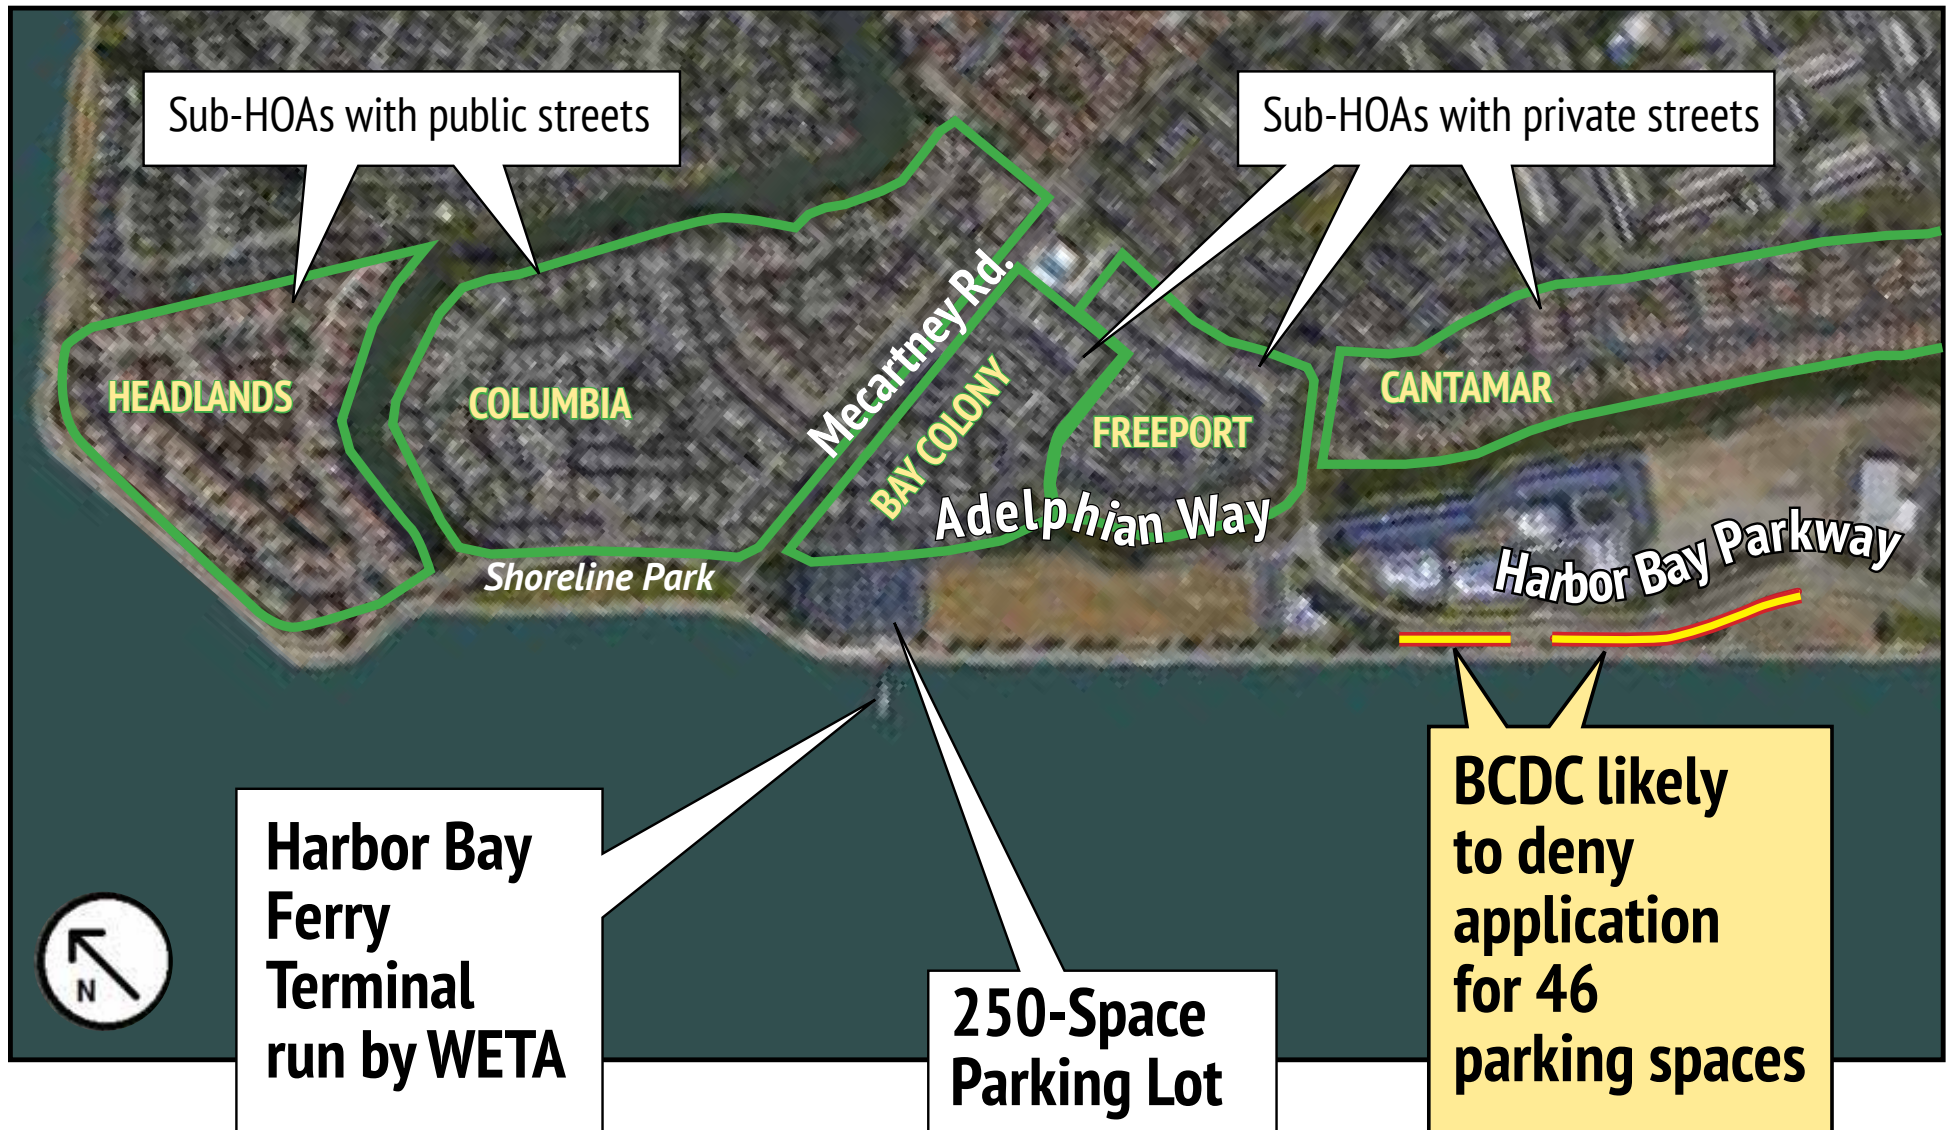 Sub-HOAs with public streets
Sub-HOAs with private streets
Mecartney Rd.
HEADLANDS
COLUMBIA
BAY COLONY
FREEPORT
CANTAMAR
Adelphian Way
Harbor Bay Parkway
Shoreline Park
Harbor Bay
Ferry
Terminal
run by WETA
250-Space
Parking Lot
BCDC likely
to deny
application
for 46
parking spaces
N